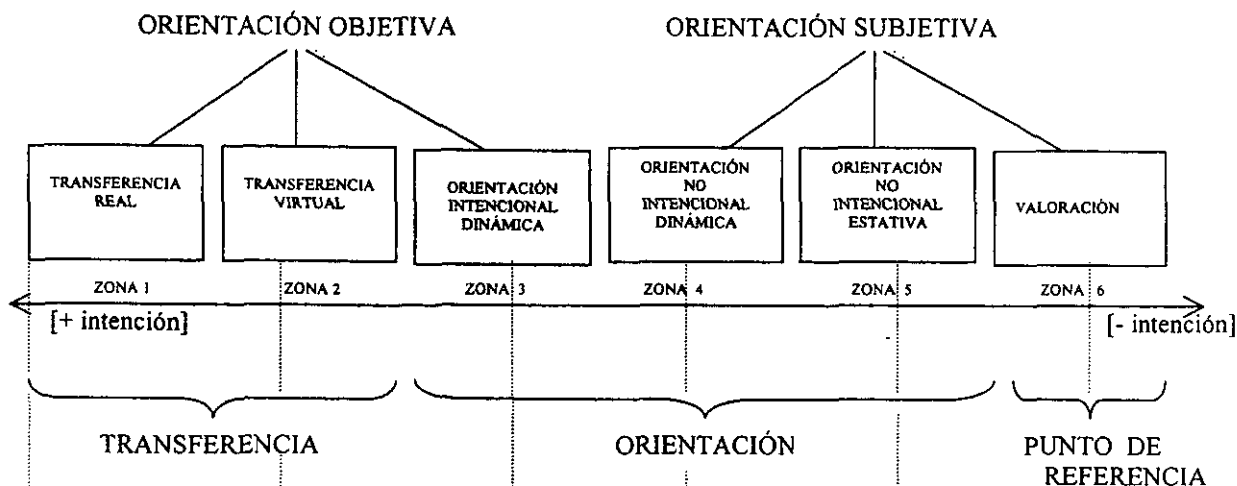 ORIENTACIÓN OBJETIVA
ORIENTACIÓN SUBJETIVA
TRANSFERENCIA
REAL
TRANSFERENCIA
VIRTUAL
ORIENTACIÓN
INTENCIONAL
DINÁMICA
ORIENTACIÓN
NO
INTENCIONAL
DINÁMICA
ORIENTACIÓN
NO
INTENCIONAL
ESTATIVA
VALORACIÓN
ZONA 1
ZONA 2
ZONA 3
ZONA 4
ZONA 5
ZONA 6
[+ intención]
[- intención]
TRANSFERENCIA
ORIENTACIÓN
PUNTO DE
REFERENCIA